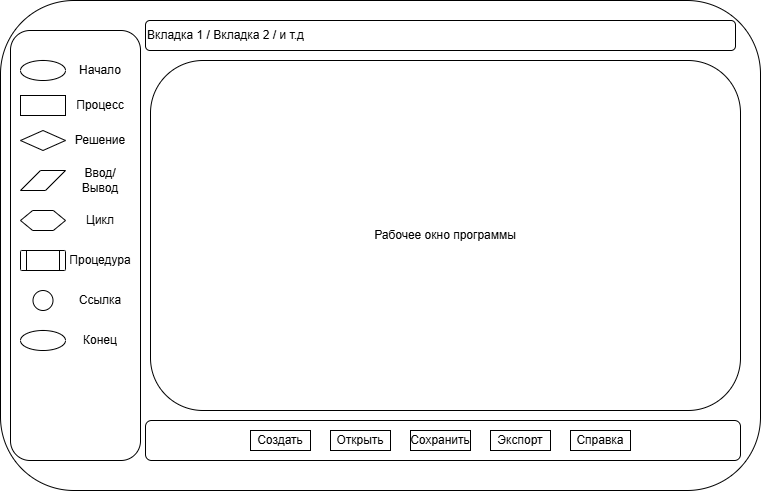 Вкладка 1 / Вкладка 2 / и т.д
Начало
Процесс
Решение
Ввод/
Вывод
Цикл
Процедура
Ссылка
Конец
Рабочее окно программы
Создать
Открыть
Сохранить
Экспорт
Справка